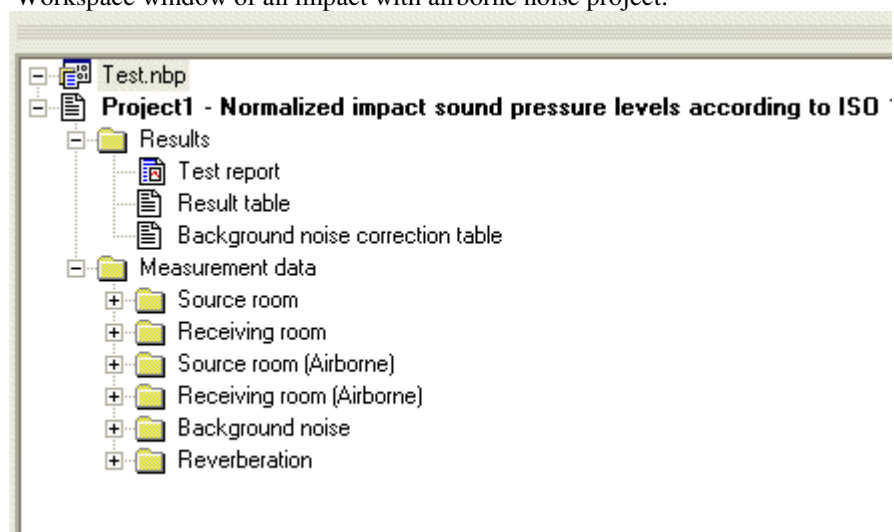 Workspace window of an impact with airborne noise project:
Test.nbp
Project1 - Normalized impact sound pressure levels according to ISO 1
Results
Test report
Result table
Background noise correction table
Measurement data
Source room
Receiving room
Source room (Airborne)
Receiving room (Airborne)
Background noise
Reverberation